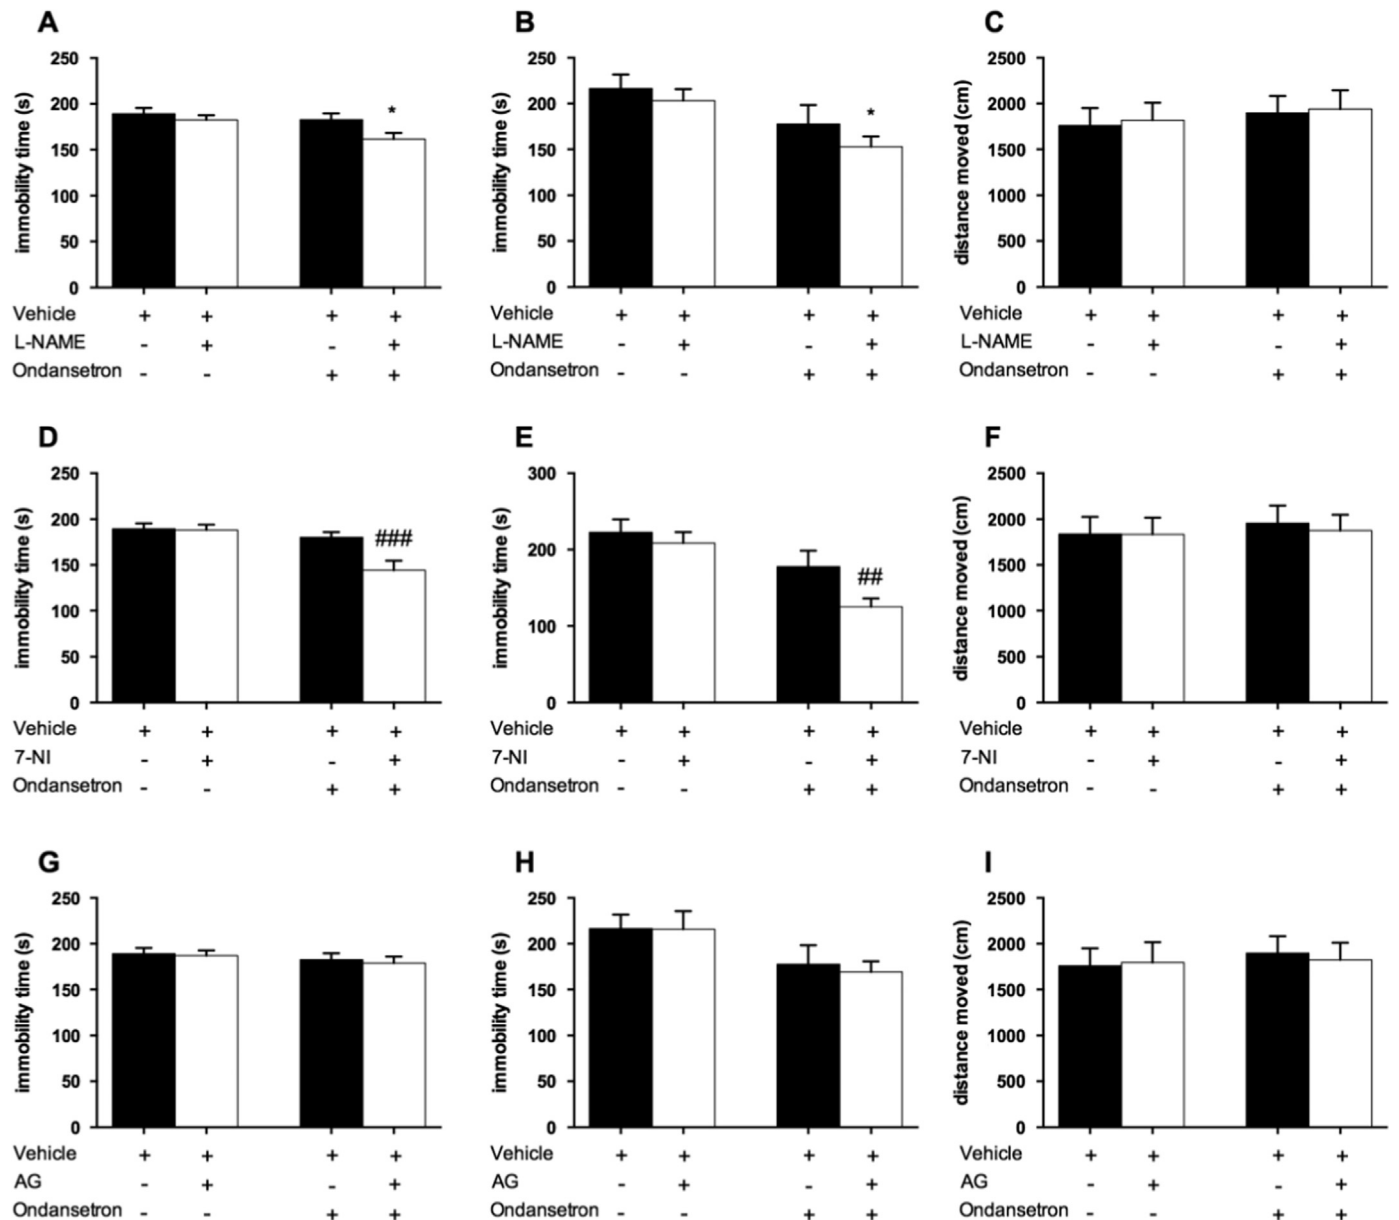 A B C
250 250 2500
200 200 2000
150 150 1500
100 100 1000
50 50 500
0 0 0
immobility time (s) immobility time (s) distance moved (cm)
* *
Vehicle + + + + Vehicle + + + + Vehicle + + + +
L-NAME - + - + L-NAME - + - + L-NAME - + - +
Ondansetron - - + + Ondansetron - - + + Ondansetron - - + +
D E F
250 300 2500
200 200 2000
150 100 1500
100 0 1000
50 500
0 0
immobility time (s) immobility time (s) distance moved (cm)
### ##
Vehicle + + + + Vehicle + + + + Vehicle + + + +
7-NI - + - + 7-NI - + - + 7-NI - + - +
Ondansetron - - + + Ondansetron - - + + Ondansetron - - + +
G H I
250 250 2500
200 200 2000
150 150 1500
100 100 1000
50 50 500
0 0 0
immobility time (s) immobility time (s) distance moved (cm)
Vehicle + + + + Vehicle + + + + Vehicle + + + +
AG - + - + AG - + - + AG - + - +
Ondansetron - - + + Ondansetron - - + + Ondansetron - - + +